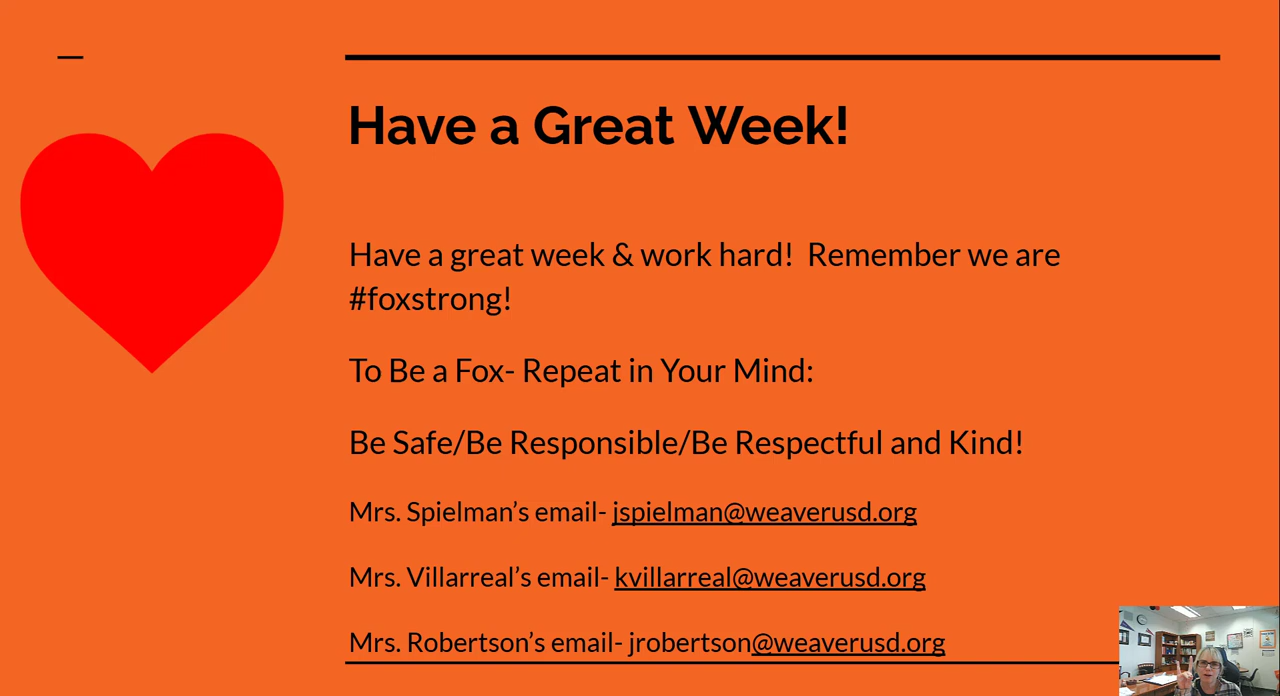 Have a Great Week!
Have a great week & work hard!  Remember we are
#foxstrong!
To Be a Fox- Repeat in Your Mind:
Be Safe/Be Responsible/Be Respectful and Kind!
Mrs. Spielman’s email- jspielman@weaverusd.org
Mrs. Villarreal’s email- kvillarreal@weaverusd.org
Mrs. Robertson’s email- jrobertson@weaverusd.org